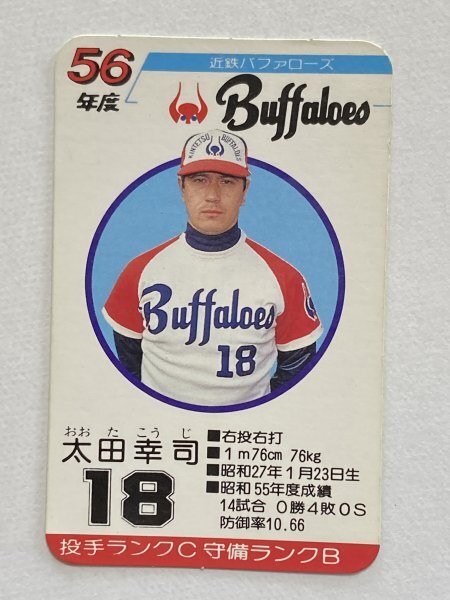 56
年度
近鉄バファローズ
Buffaloes
KINTETSU BUFFALOES
Buffaloes
18
おおたこうじ
太田幸司
18
■右投右打
■1m76cm 76kg
■昭和27年1月23日生
■昭和55年度成績
14試合 0勝4敗0S
防御率10.66
投手ランクC 守備ランクB